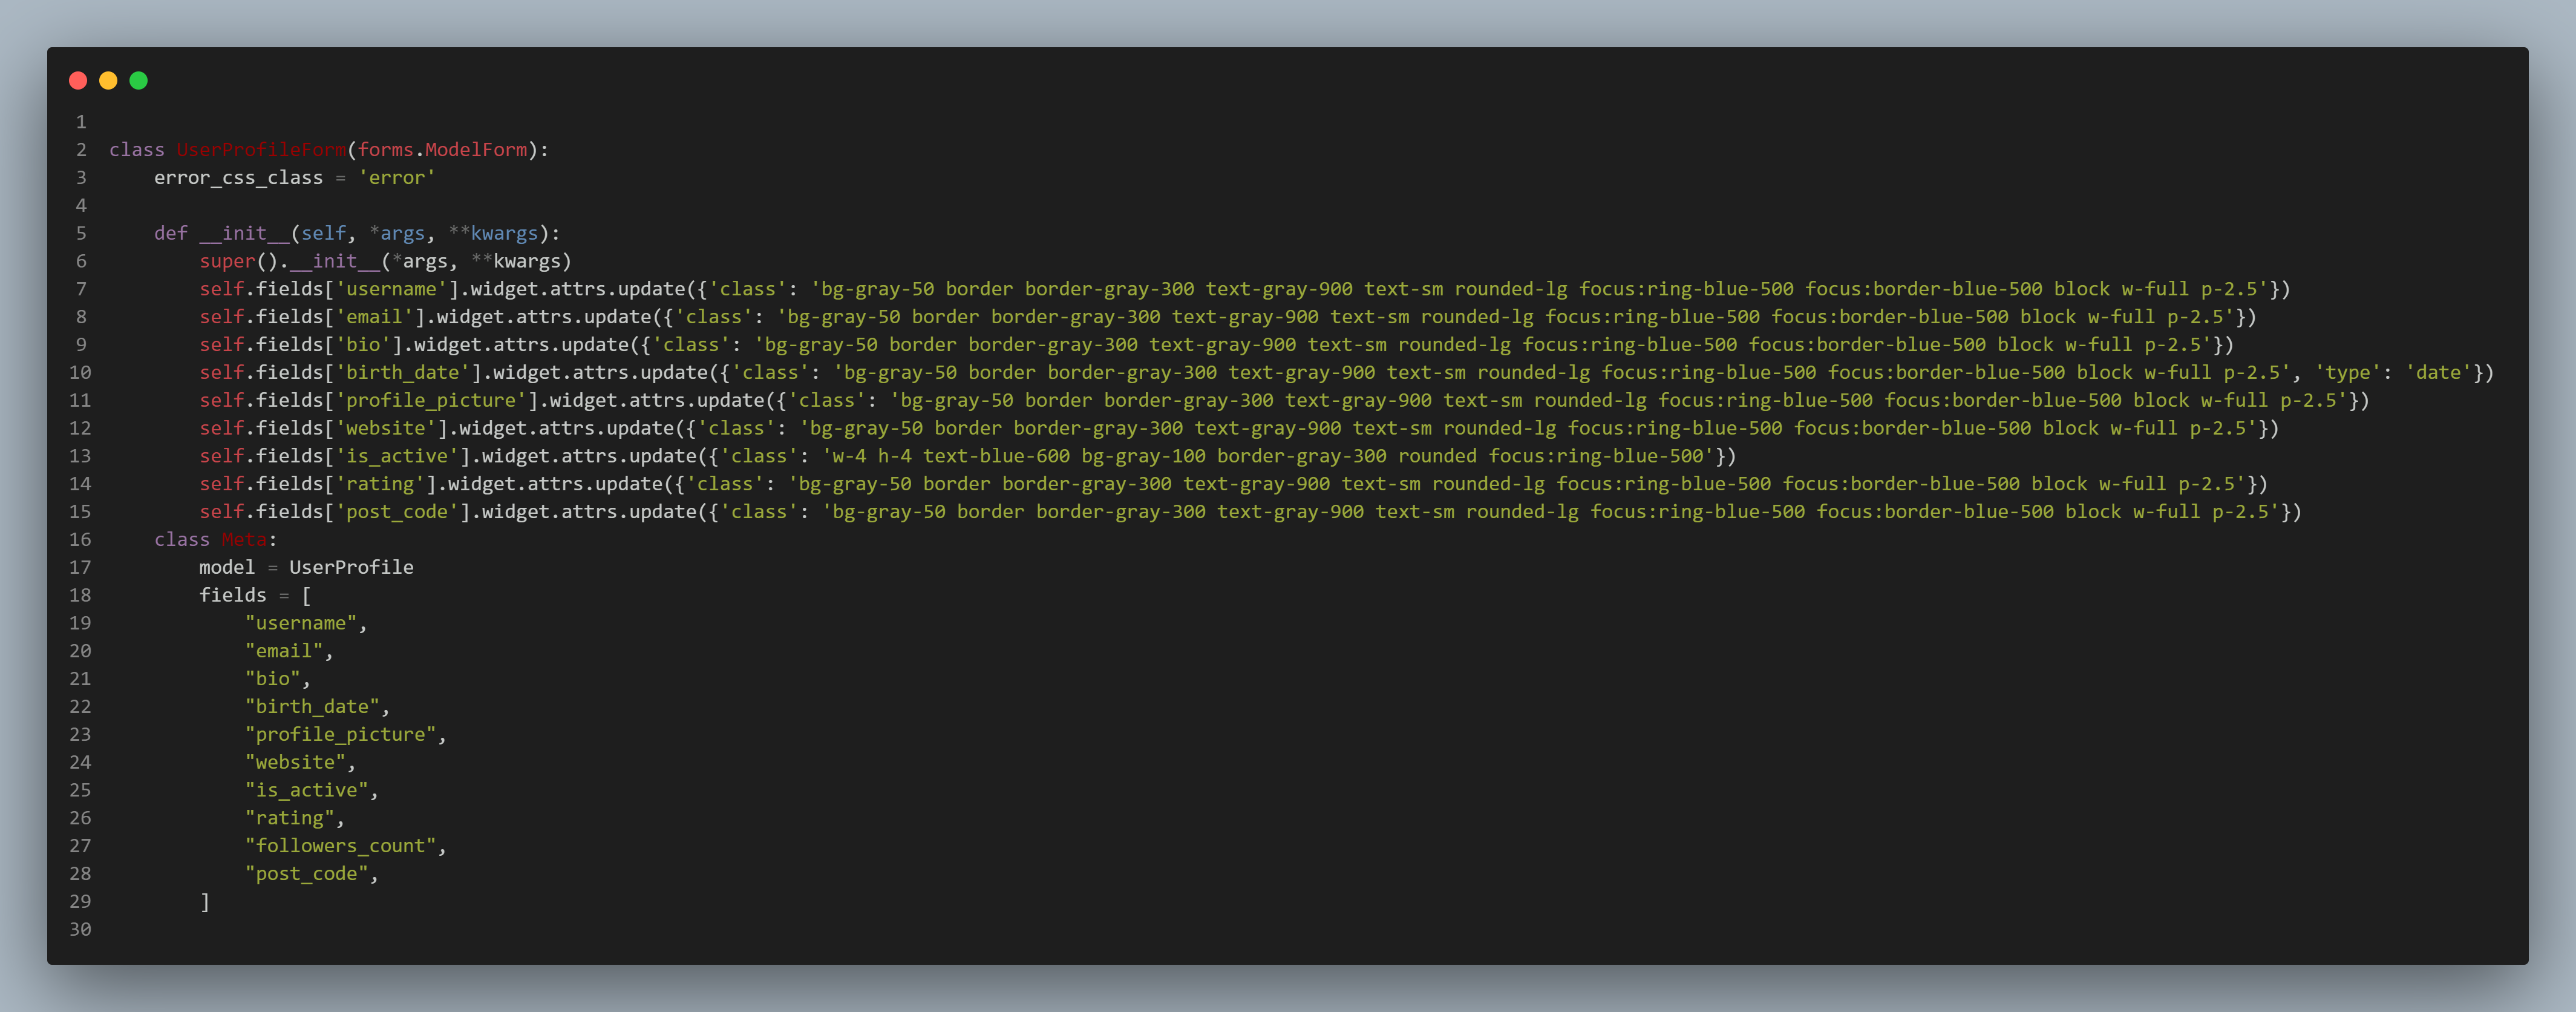 1
2 class UserProfileForm(forms.ModelForm):
3     error_css_class = 'error'
4
5     def __init__(self, *args, **kwargs):
6         super().__init__(*args, **kwargs)
7         self.fields['username'].widget.attrs.update({'class': 'bg-gray-50 border border-gray-300 text-gray-900 text-sm rounded-lg focus:ring-blue-500 focus:border-blue-500 block w-full p-2.5'})
8         self.fields['email'].widget.attrs.update({'class': 'bg-gray-50 border border-gray-300 text-gray-900 text-sm rounded-lg focus:ring-blue-500 focus:border-blue-500 block w-full p-2.5'})
9         self.fields['bio'].widget.attrs.update({'class': 'bg-gray-50 border border-gray-300 text-gray-900 text-sm rounded-lg focus:ring-blue-500 focus:border-blue-500 block w-full p-2.5'})
10         self.fields['birth_date'].widget.attrs.update({'class': 'bg-gray-50 border border-gray-300 text-gray-900 text-sm rounded-lg focus:ring-blue-500 focus:border-blue-500 block w-full p-2.5', 'type': 'date'})
11         self.fields['profile_picture'].widget.attrs.update({'class': 'bg-gray-50 border border-gray-300 text-gray-900 text-sm rounded-lg focus:ring-blue-500 focus:border-blue-500 block w-full p-2.5'})
12         self.fields['website'].widget.attrs.update({'class': 'bg-gray-50 border border-gray-300 text-gray-900 text-sm rounded-lg focus:ring-blue-500 focus:border-blue-500 block w-full p-2.5'})
13         self.fields['is_active'].widget.attrs.update({'class': 'w-4 h-4 text-blue-600 bg-gray-100 border-gray-300 rounded focus:ring-blue-500'})
14         self.fields['rating'].widget.attrs.update({'class': 'bg-gray-50 border border-gray-300 text-gray-900 text-sm rounded-lg focus:ring-blue-500 focus:border-blue-500 block w-full p-2.5'})
15         self.fields['post_code'].widget.attrs.update({'class': 'bg-gray-50 border border-gray-300 text-gray-900 text-sm rounded-lg focus:ring-blue-500 focus:border-blue-500 block w-full p-2.5'})
16     class Meta:
17         model = UserProfile
18         fields = [
19             "username",
20             "email",
21             "bio",
22             "birth_date",
23             "profile_picture",
24             "website",
25             "is_active",
26             "rating",
27             "followers_count",
28             "post_code",
29         ]
30